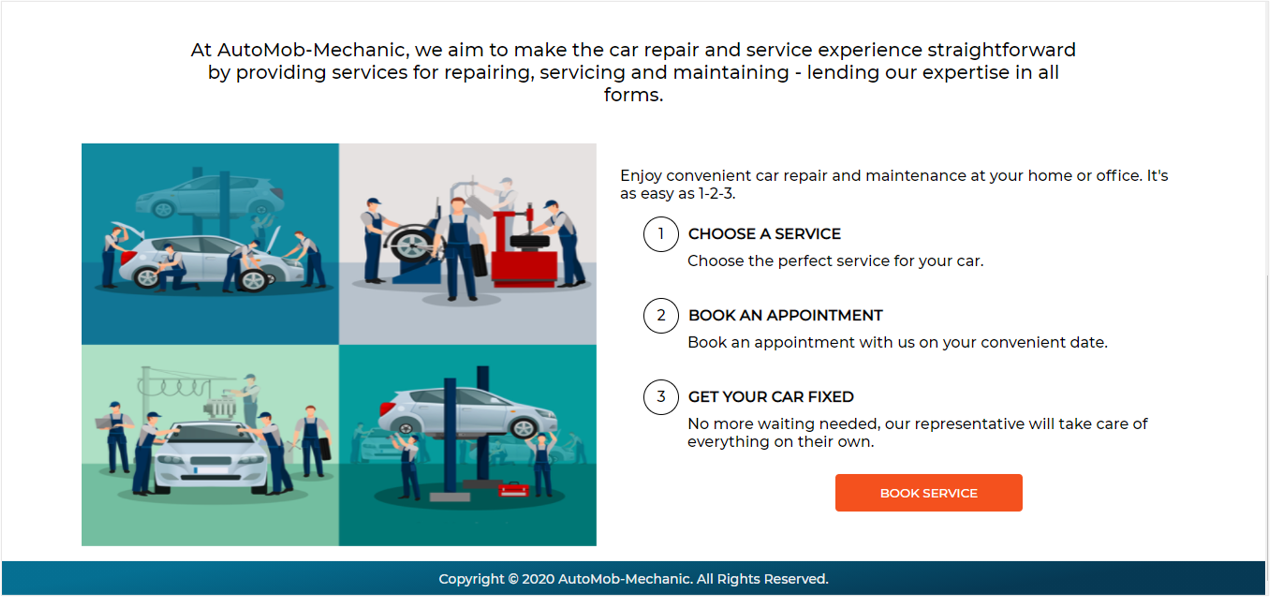 At AutoMob-Mechanic, we aim to make the car repair and service experience straightforward
by providing services for repairing, servicing and maintaining - lending our expertise in all
forms.
Enjoy convenient car repair and maintenance at your home or office. It's
as easy as 1-2-3.
1 CHOOSE A SERVICE
Choose the perfect service for your car.
2 BOOK AN APPOINTMENT
Book an appointment with us on your convenient date.
3 GET YOUR CAR FIXED
No more waiting needed, our representative will take care of
everything on their own.
BOOK SERVICE
Copyright © 2020 AutoMob-Mechanic. All Rights Reserved.